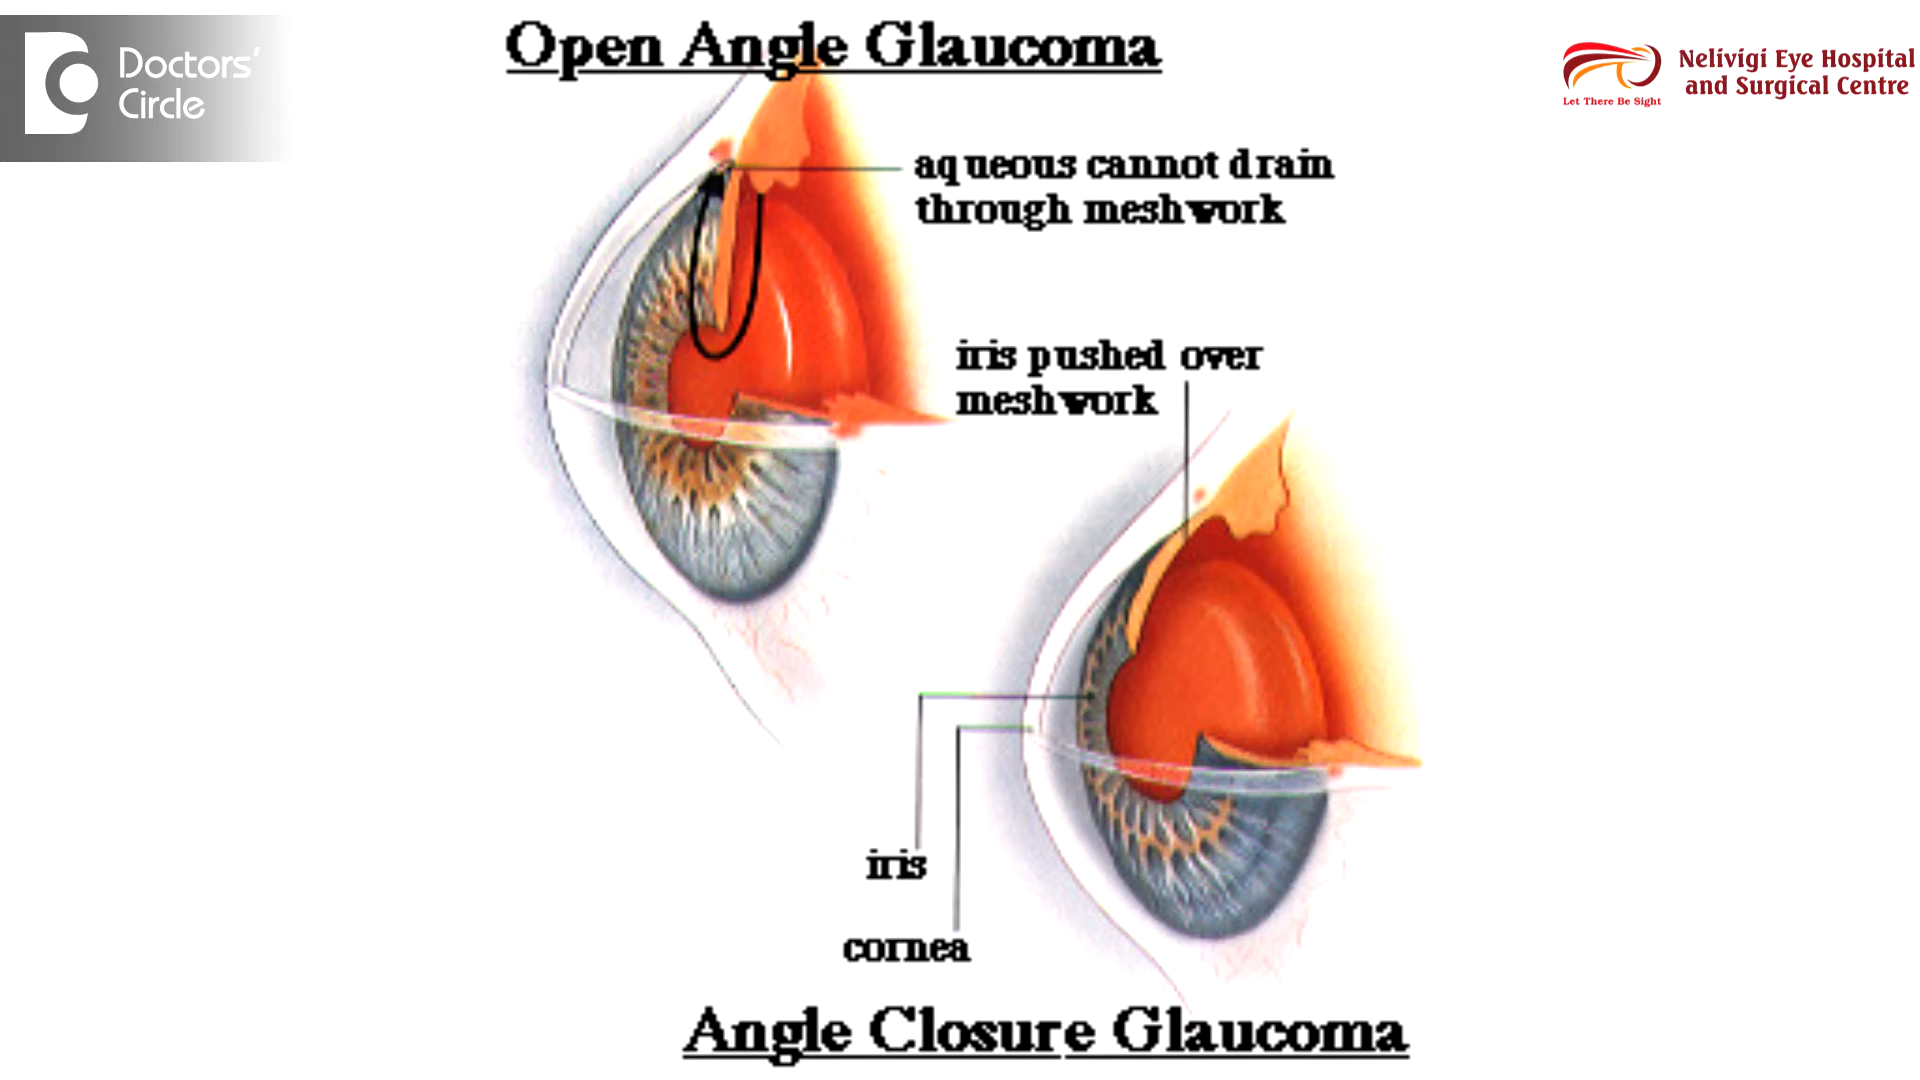 Open Angle Glaucoma
Doctors'
Circle
Let There Be Sight
Nelivigi Eye Hospital
and Surgical Centre
aqueous cannot drain
through meshwork
iris pushed over
meshwork
iris
cornea
Angle Closure Glaucoma